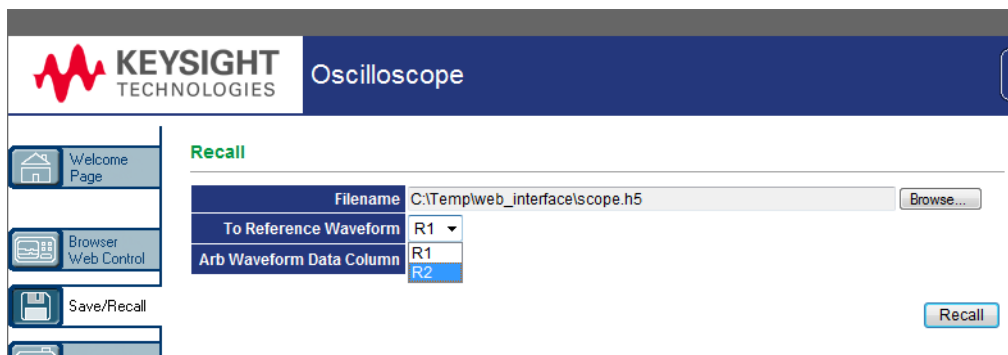 KEYSIGHT
TECHNOLOGIES
Oscilloscope
Welcome
Page
Browser
Web Control
Save/Recall
Recall
Filename C:\Temp\web_interface\scope.h5 Browse...
To Reference Waveform R1
Arb Waveform Data Column R1
R2
Recall